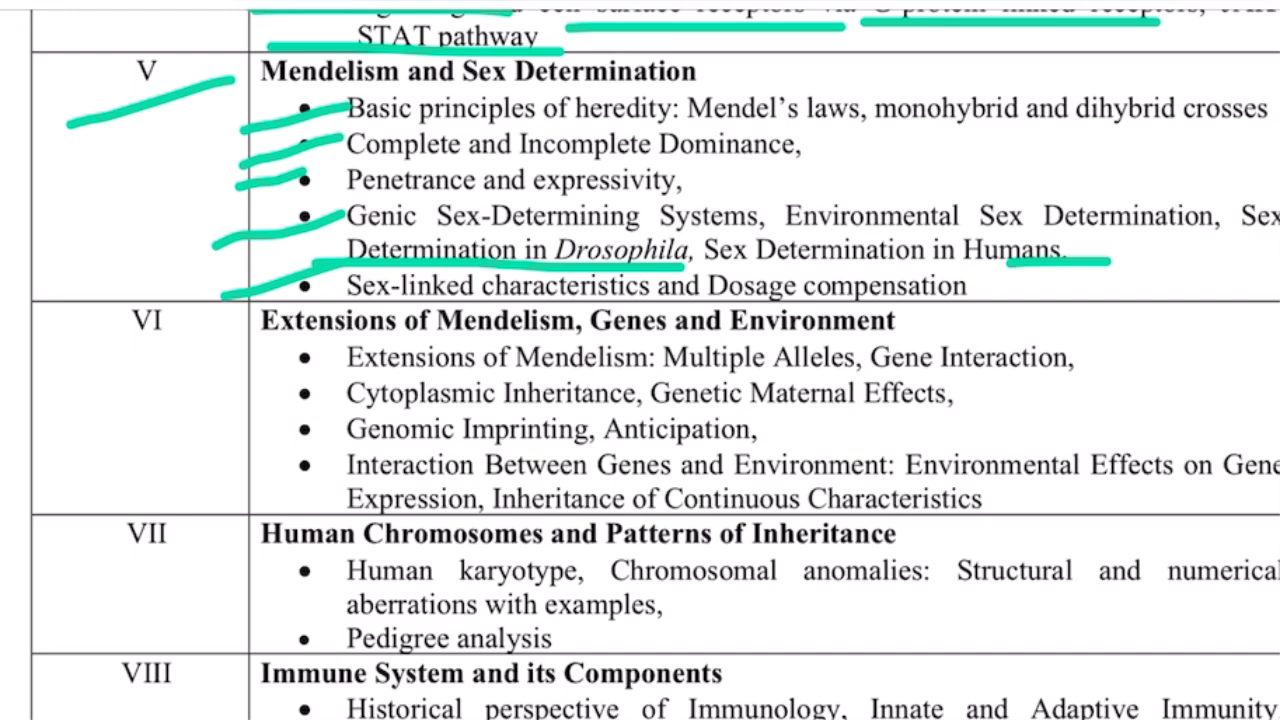 STAT pathway
V
Mendelism and Sex Determination
• Basic principles of heredity: Mendel's laws, monohybrid and dihybrid crosses
• Complete and Incomplete Dominance,
• Penetrance and expressivity,
• Genic Sex-Determining Systems, Environmental Sex Determination, Sex
Determination in Drosophila, Sex Determination in Humans.
• Sex-linked characteristics and Dosage compensation
VI
Extensions of Mendelism, Genes and Environment
• Extensions of Mendelism: Multiple Alleles, Gene Interaction,
• Cytoplasmic Inheritance, Genetic Maternal Effects,
• Genomic Imprinting, Anticipation,
• Interaction Between Genes and Environment: Environmental Effects on Gene
Expression, Inheritance of Continuous Characteristics
VII
Human Chromosomes and Patterns of Inheritance
• Human karyotype, Chromosomal anomalies: Structural and numerical
aberrations with examples,
• Pedigree analysis
VIII
Immune System and its Components
• Historical perspective of Immunology, Innate and Adaptive Immunity